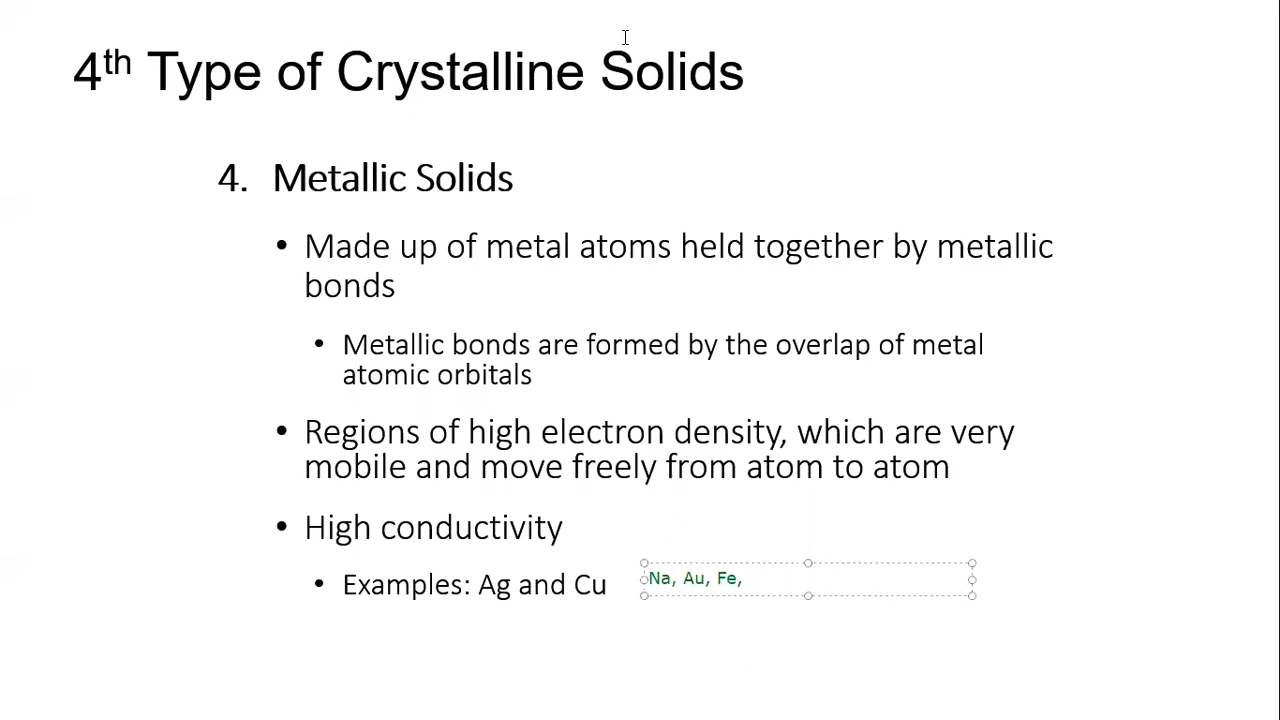 4th Type of Crystalline Solids
4. Metallic Solids
• Made up of metal atoms held together by metallic
bonds
• Metallic bonds are formed by the overlap of metal
atomic orbitals
• Regions of high electron density, which are very
mobile and move freely from atom to atom
• High conductivity
• Examples: Ag and Cu
Na, Au, Fe,